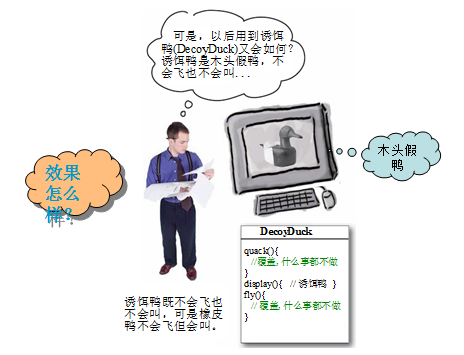 可是，以后用到诱饵
鸭(DecoyDuck)又会如何?
诱饵鸭是木头假鸭，不
会飞也不会叫...
木头假
鸭
效果
怎么
样?
DecoyDuck
quack(){
//覆盖, 什么事都不做
}
display(){ // 诱饵鸭 }
fly(){
// 覆盖, 什么事都不做
}
诱饵鸭既不会飞也
不会叫，可是橡皮
鸭不会飞但会叫。